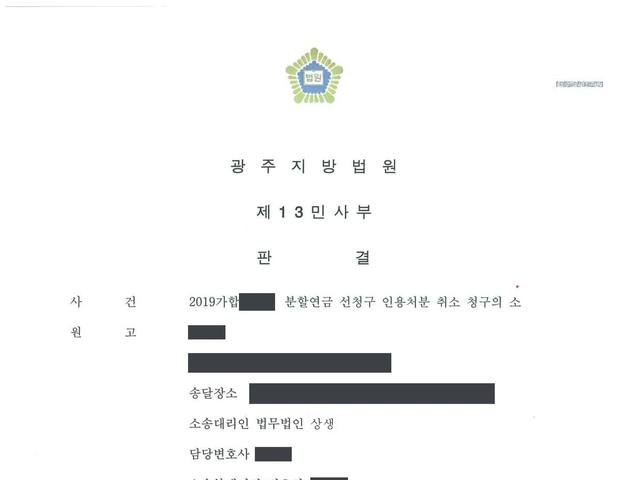 법원
광 주 지 방 법 원
제 1 3 민 사 부
판 결
사 건 2019가합 분할연금 선청구 인용처분 취소 청구의 소
원 고
송달장소
소송대리인 법무법인 상생
담당변호사